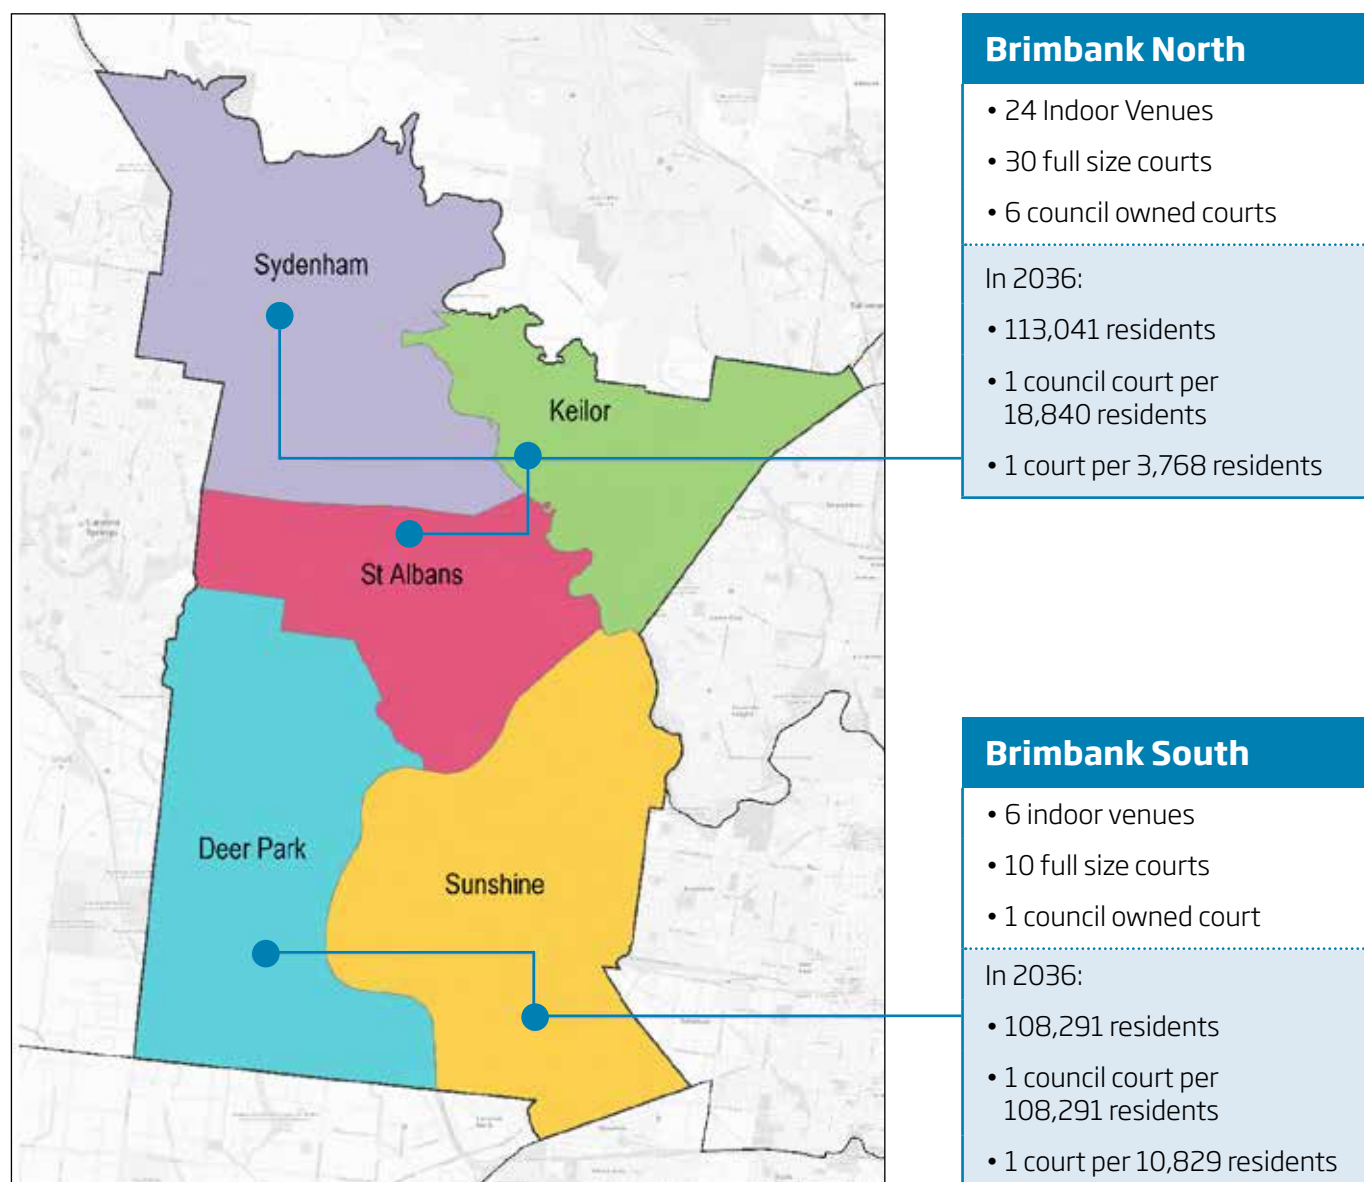 Sydenham
Keilor
St Albans
Deer Park
Sunshine
Brimbank North
• 24 Indoor Venues
• 30 full size courts
• 6 council owned courts
In 2036:
• 113,041 residents
• 1 council court per
18,840 residents
• 1 court per 3,768 residents
Brimbank South
• 6 indoor venues
• 10 full size courts
• 1 council owned court
In 2036:
• 108,291 residents
• 1 council court per
108,291 residents
• 1 court per 10,829 residents